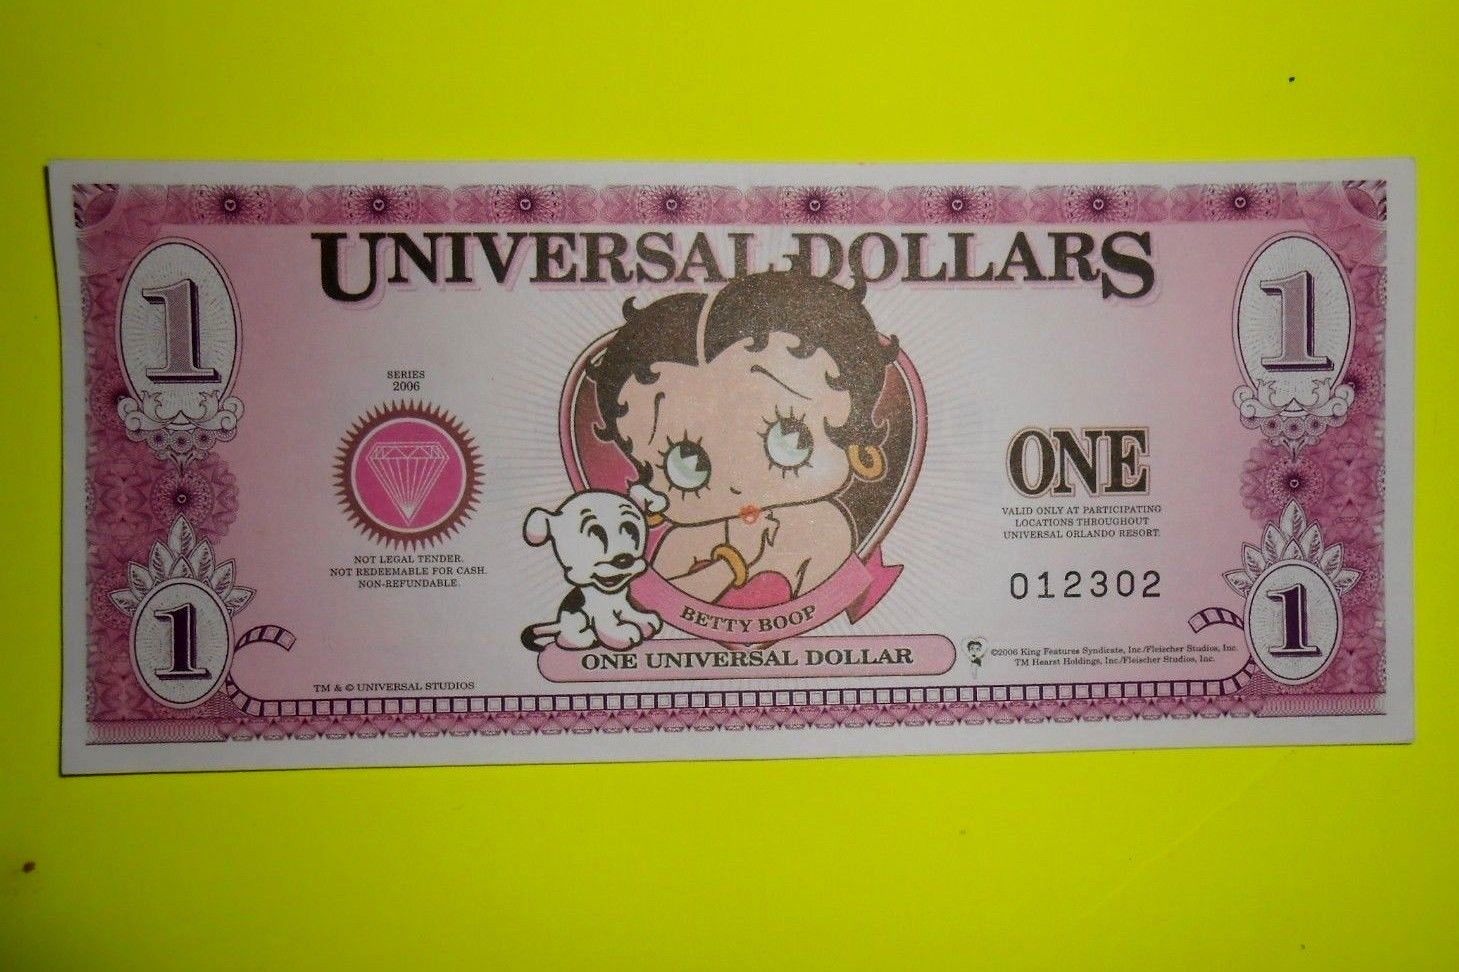 UNIVERSAL DOLLARS
1
1
SERIES
2006
NOT LEGAL TENDER.
NOT REDEEMABLE FOR CASH.
NON-REFUNDABLE.
ONE
VALID ONLY AT PARTICIPATING
LOCATIONS THROUGHOUT
UNIVERSAL ORLANDO RESORT.
012302
BETTY BOOP
1
1
ONE UNIVERSAL DOLLAR
©2006 King Features Syndicate, Inc./Fleischer Studios, Inc.
TM Hearst Holdings, Inc./Fleischer Studios, Inc.
TM & © UNIVERSAL STUDIOS